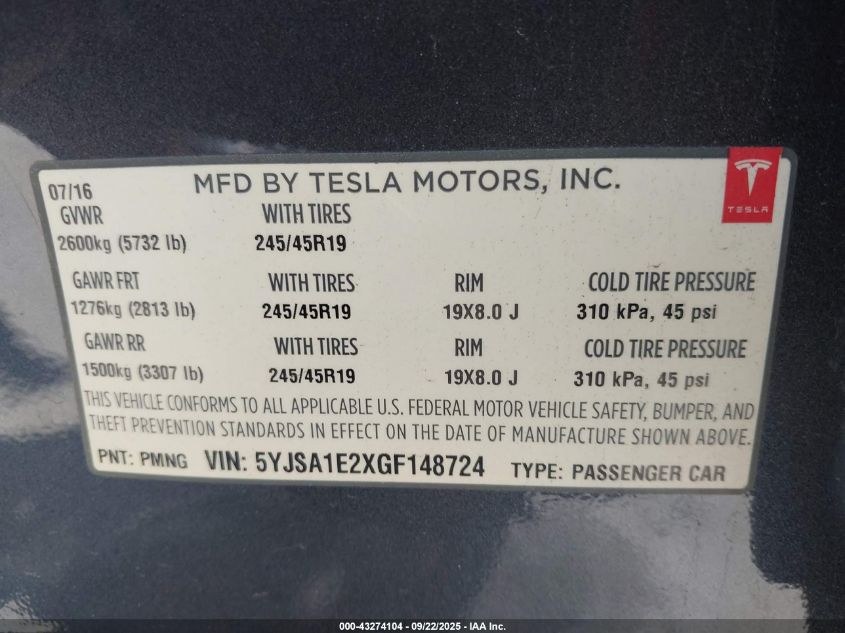 07/16 MFD BY TESLA MOTORS, INC.
TESLA
GVWR WITH TIRES
2600kg (5732 lb) 245/45R19
GAWR FRT WITH TIRES RIM COLD TIRE PRESSURE
1276kg (2813 lb) 245/45R19 19X8.0 J 310 kPa, 45 psi
GAWR RR WITH TIRES RIM COLD TIRE PRESSURE
1500kg (3307 lb) 245/45R19 19X8.0 J 310 kPa, 45 psi
THIS VEHICLE CONFORMS TO ALL APPLICABLE U.S. FEDERAL MOTOR VEHICLE SAFETY, BUMPER, AND
THEFT PREVENTION STANDARDS IN EFFECT ON THE DATE OF MANUFACTURE SHOWN ABOVE.
PNT: PMNG VIN: 5YJSA1E2XGF148724 TYPE: PASSENGER CAR
000-43274104 - 09/22/2025 - IAA Inc.